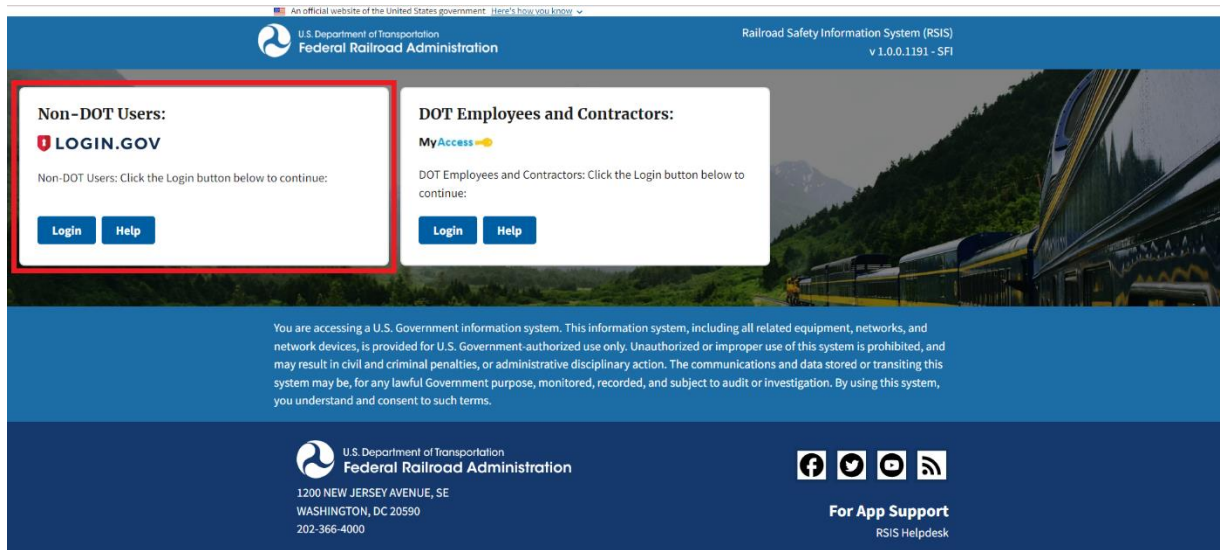 An official website of the United States government Here's how you know
U.S. Department of Transportation
Federal Railroad Administration
Railroad Safety Information System (RSIS)
v 1.0.0.1191 - SFI
Non-DOT Users:
LOGIN.GOV
Non-DOT Users: Click the Login button below to continue:
Login Help
DOT Employees and Contractors:
MyAccess
DOT Employees and Contractors: Click the Login button below to
continue:
Login Help
You are accessing a U.S. Government information system. This information system, including all related equipment, networks, and
network devices, is provided for U.S. Government-authorized use only. Unauthorized or improper use of this system is prohibited, and
may result in civil and criminal penalties, or administrative disciplinary action. The communications and data stored or transiting this
system may be, for any lawful Government purpose, monitored, recorded, and subject to audit or investigation. By using this system,
you understand and consent to such terms.
U.S. Department of Transportation
Federal Railroad Administration
1200 NEW JERSEY AVENUE, SE
WASHINGTON, DC 20590
202-366-4000
For App Support
RSIS Helpdesk